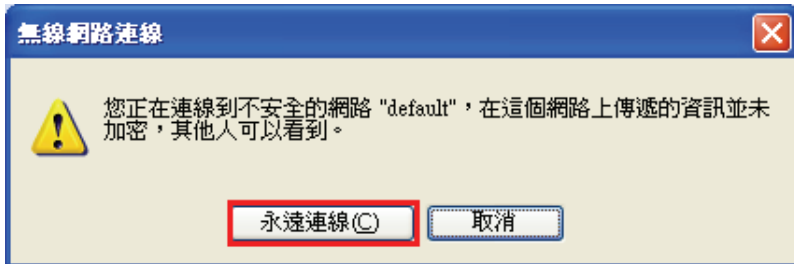 無線網路連線
您正在連線到不安全的網路 "default"，在這個網路上傳遞的資訊並未
加密，其他人可以看到。
永遠連線(C)
取消